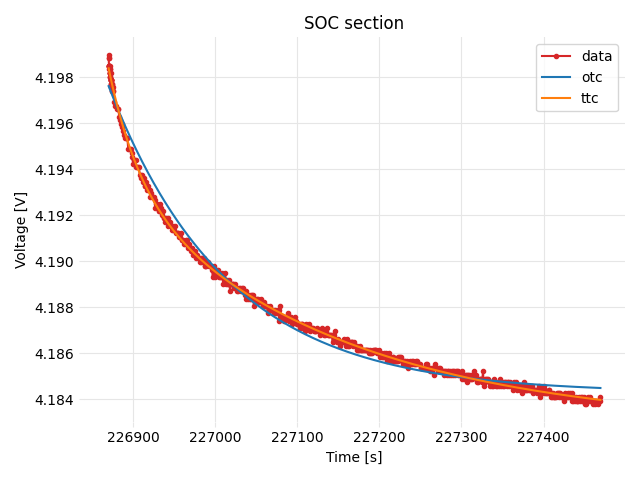 SOC section
data
otc
ttc
Voltage [V]
4.198
4.196
4.194
4.192
4.190
4.188
4.186
4.184
226900 227000 227100 227200 227300 227400
Time [s]